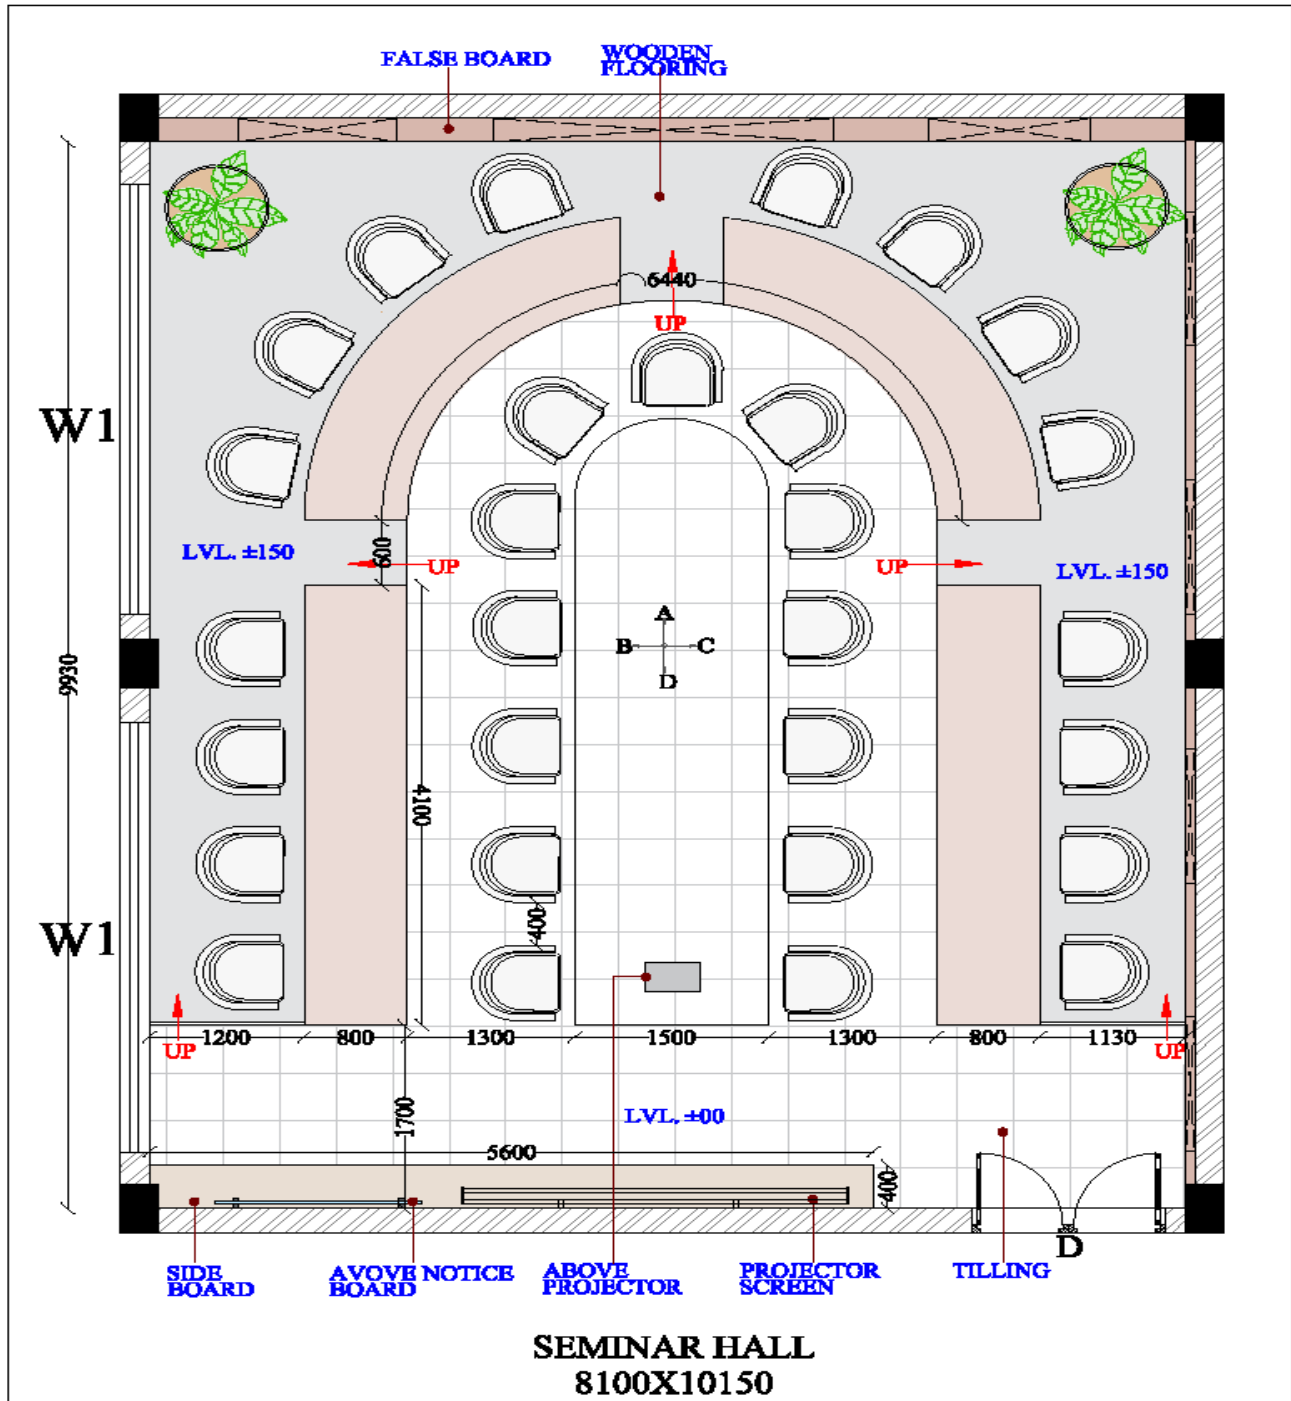 FALSE BOARD
WOODEN
FLOORING
6440
UP
W1
LVL. ±150
600
UP
UP
LVL. ±150
A
B
C
D
9930
4100
400
W1
1200
800
1300
1500
1300
800
1130
UP
UP
1700
LVL. ±00
5600
400
D
SIDE
BOARD
AVOVE NOTICE
BOARD
ABOVE
PROJECTOR
PROJECTOR
SCREEN
TILLING
SEMINAR HALL
8100X10150